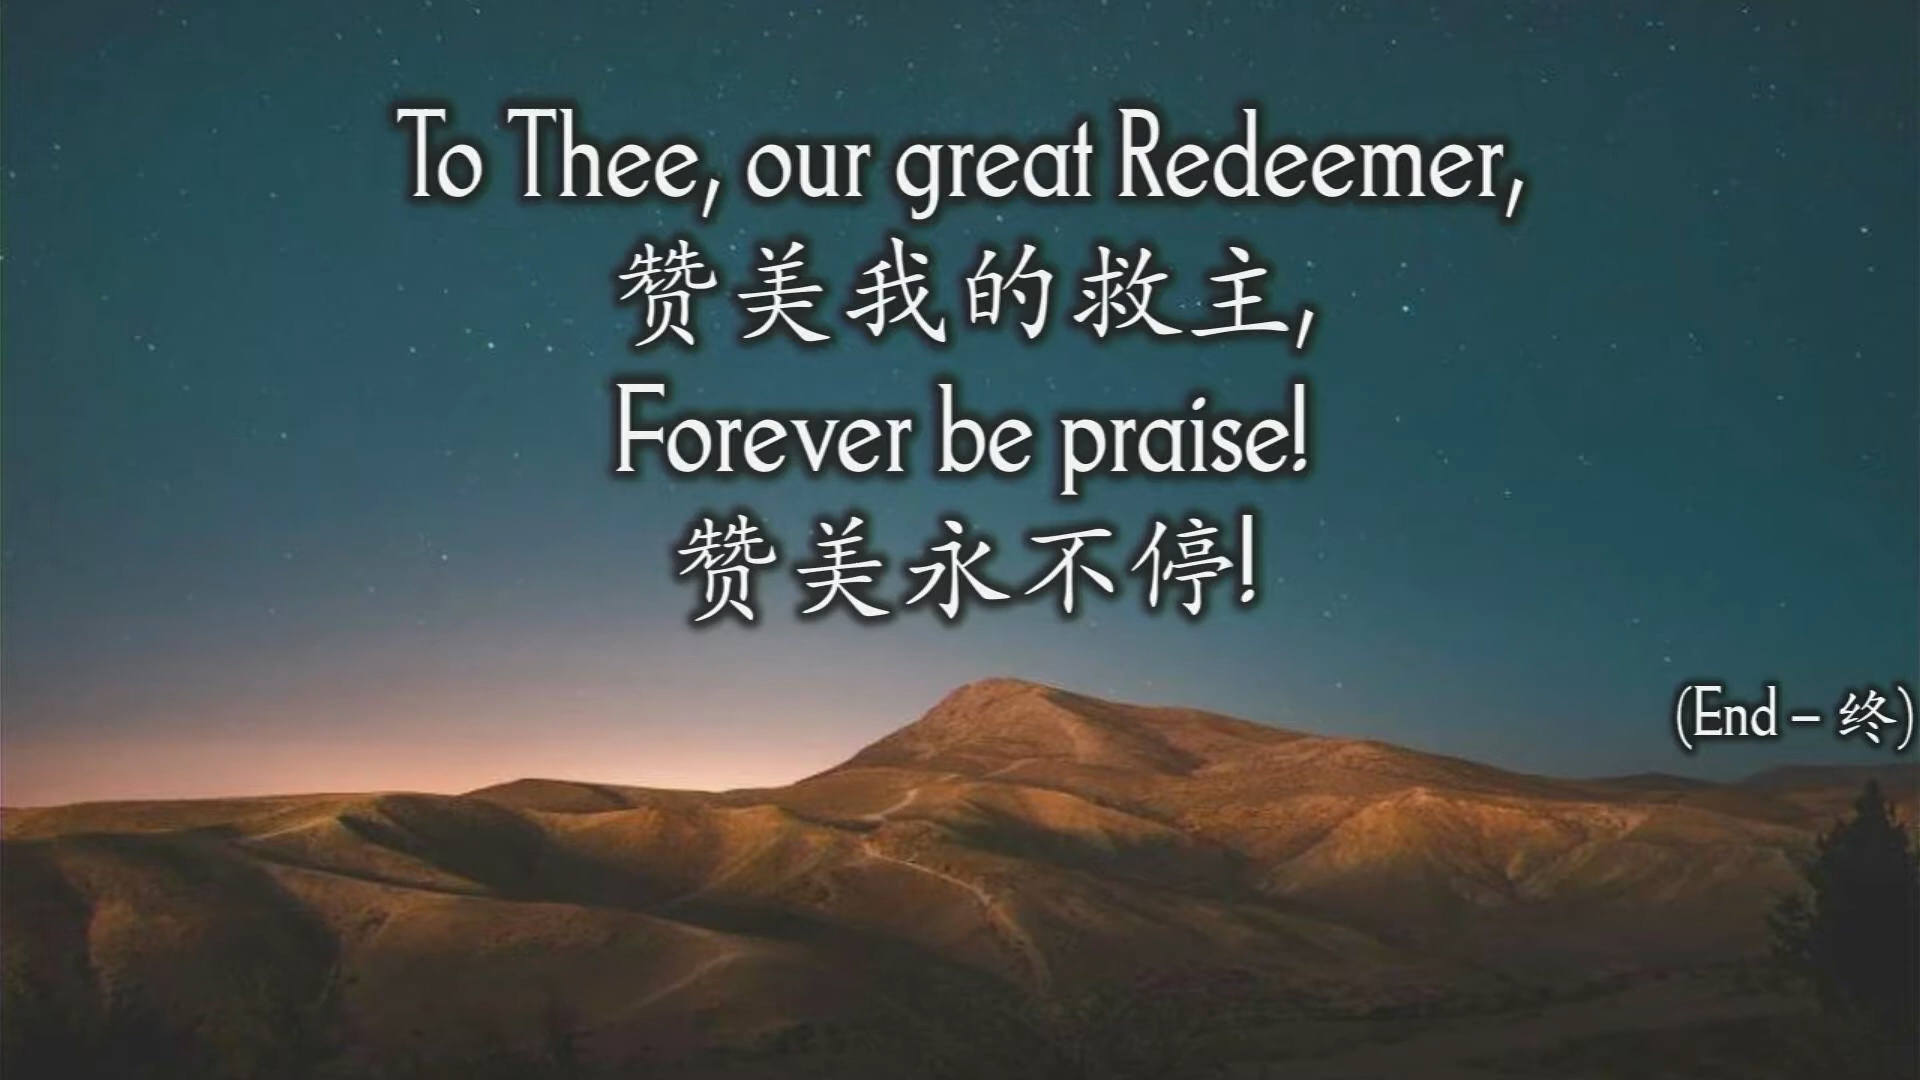 To Thee, our great Redeemer,
赞美我的救主,
Forever be praise!
赞美永不停!
(End – 终)